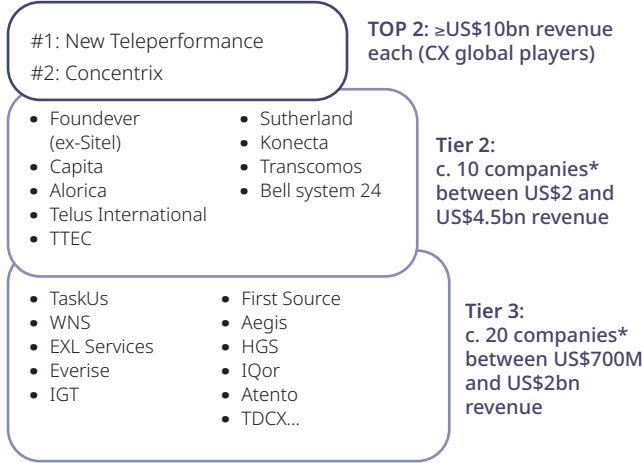 #1: New Teleperformance
#2: Concentrix
TOP 2: ≥US$10bn revenue
each (CX global players)
• Foundever
(ex-Sitel)
• Capita
• Alorica
• Telus International
• TTEC
• Sutherland
• Konecta
• Transcomos
• Bell system 24
Tier 2:
c. 10 companies*
between US$2 and
US$4.5bn revenue
• TaskUs
• WNS
• EXL Services
• Everise
• IGT
• First Source
• Aegis
• HGS
• IQor
• Atento
• TDCX...
Tier 3:
c. 20 companies*
between US$700M
and US$2bn
revenue